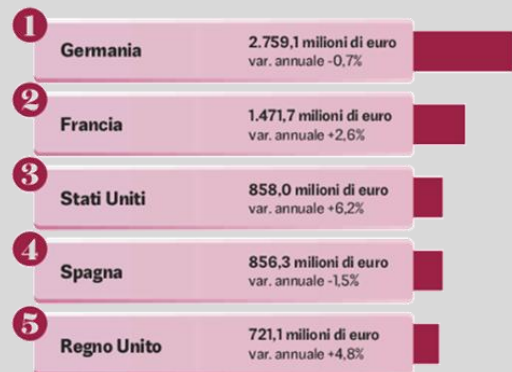 1
Germania
2.759,1 milioni di euro
var. annuale -0,7%
2
Francia
1.471,7 milioni di euro
var. annuale +2,6%
3
Stati Uniti
858,0 milioni di euro
var. annuale +6,2%
4
Spagna
856,3 milioni di euro
var. annuale -1,5%
5
Regno Unito
721,1 milioni di euro
var. annuale +4,8%